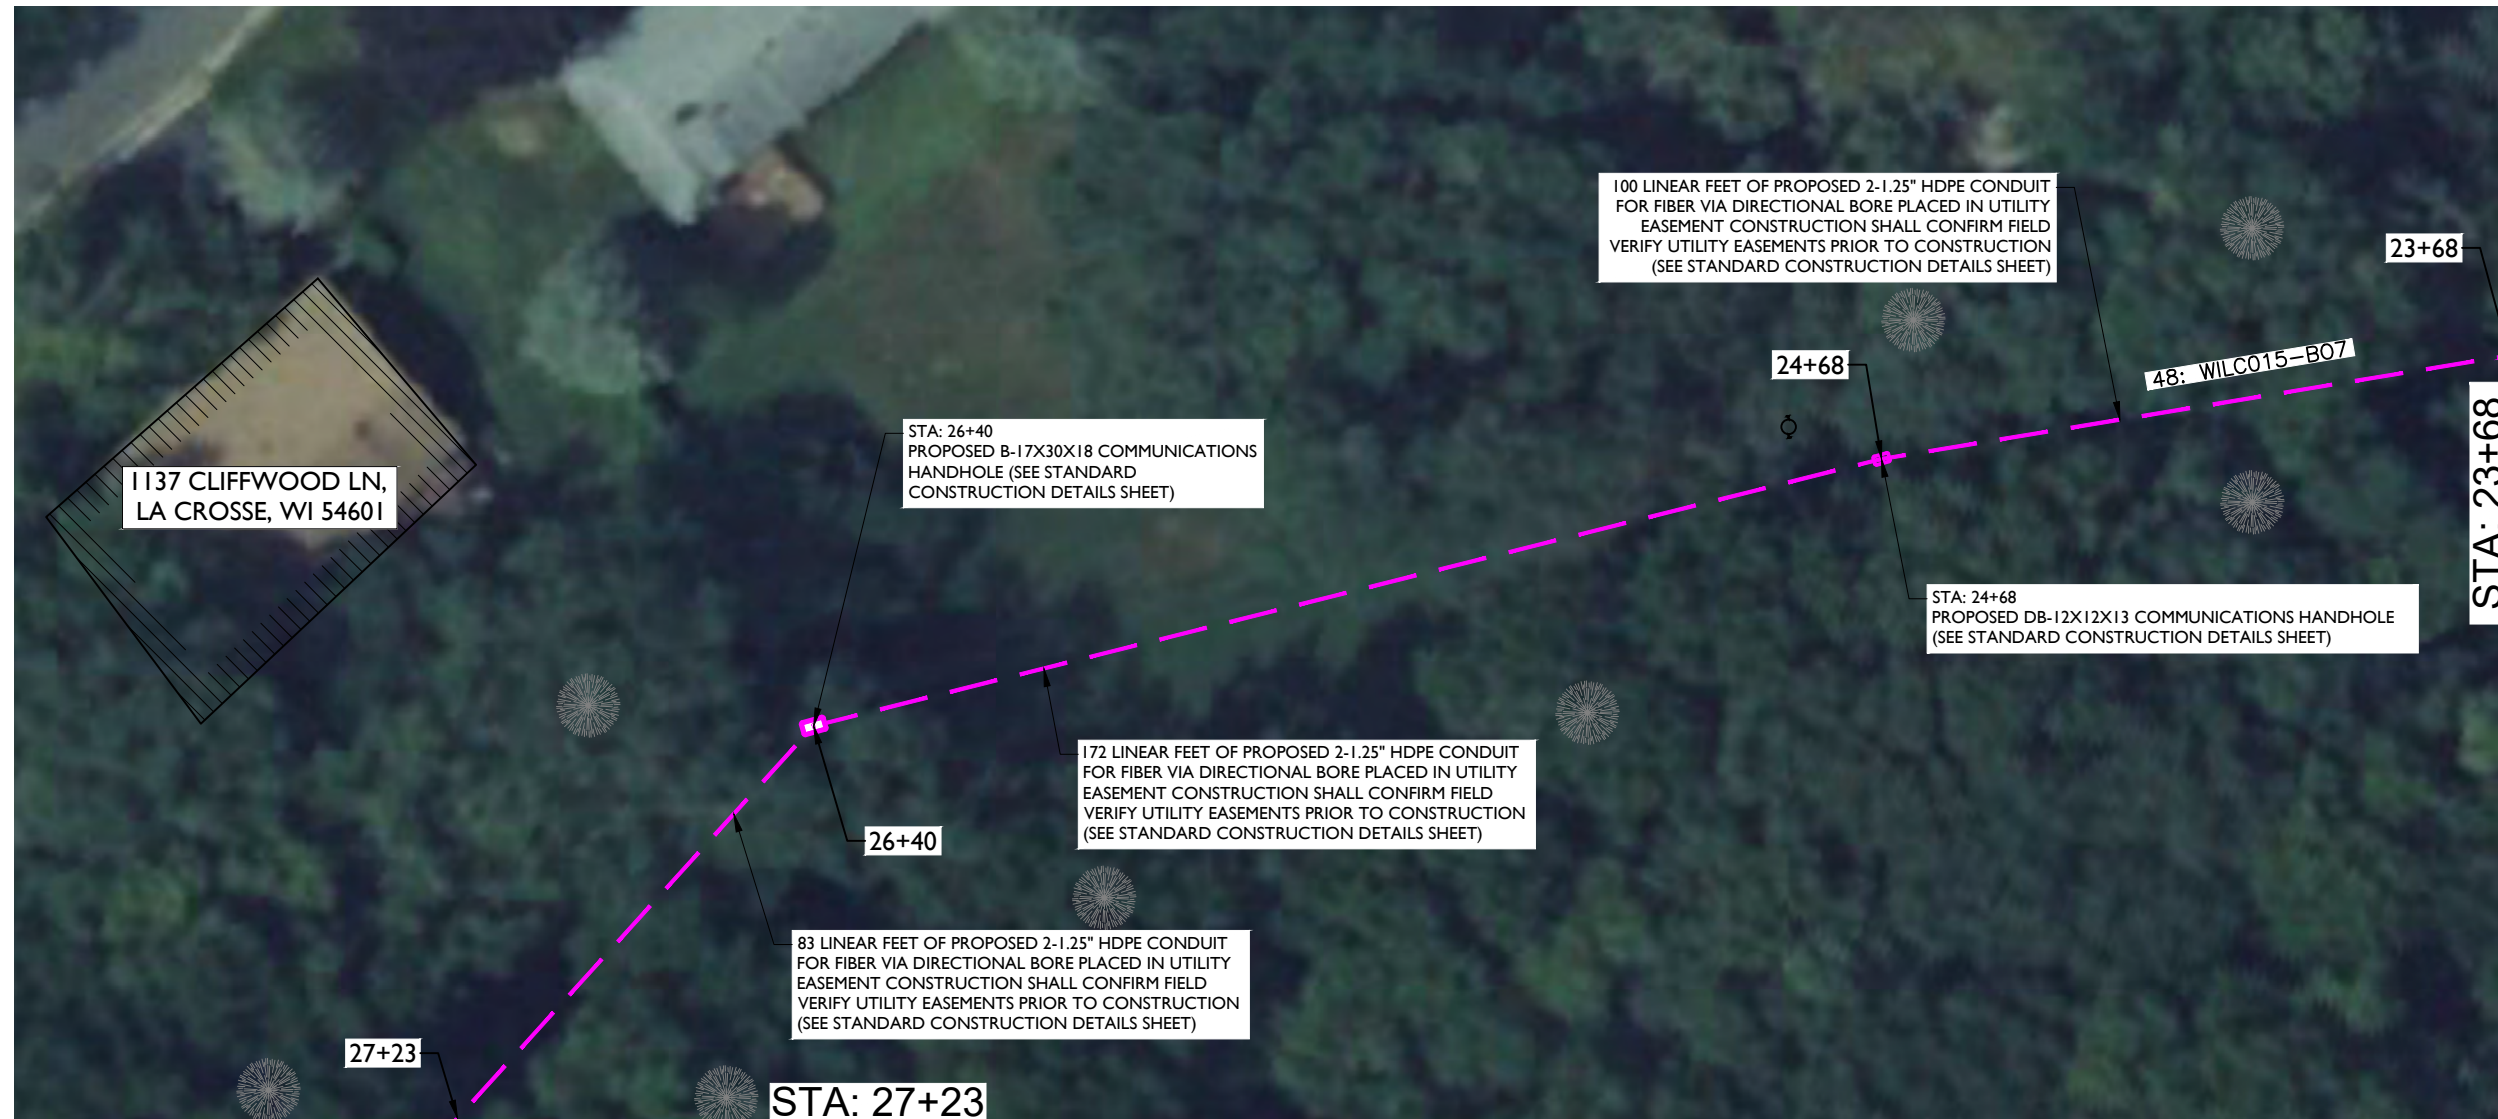 100 LINEAR FEET OF PROPOSED 2-1.25" HDPE CONDUIT
FOR FIBER VIA DIRECTIONAL BORE PLACED IN UTILITY
EASEMENT CONSTRUCTION SHALL CONFIRM FIELD
VERIFY UTILITY EASEMENTS PRIOR TO CONSTRUCTION
(SEE STANDARD CONSTRUCTION DETAILS SHEET)
23+68
48: WILC015-B07
24+68
STA: 23+68
STA: 26+40
PROPOSED B-17X30X18 COMMUNICATIONS
HANDHOLE (SEE STANDARD
CONSTRUCTION DETAILS SHEET)
1137 CLIFFWOOD LN,
LA CROSSE, WI 54601
STA: 24+68
PROPOSED DB-12X12X13 COMMUNICATIONS HANDHOLE
(SEE STANDARD CONSTRUCTION DETAILS SHEET)
172 LINEAR FEET OF PROPOSED 2-1.25" HDPE CONDUIT
FOR FIBER VIA DIRECTIONAL BORE PLACED IN UTILITY
EASEMENT CONSTRUCTION SHALL CONFIRM FIELD
VERIFY UTILITY EASEMENTS PRIOR TO CONSTRUCTION
(SEE STANDARD CONSTRUCTION DETAILS SHEET)
26+40
83 LINEAR FEET OF PROPOSED 2-1.25" HDPE CONDUIT
FOR FIBER VIA DIRECTIONAL BORE PLACED IN UTILITY
EASEMENT CONSTRUCTION SHALL CONFIRM FIELD
VERIFY UTILITY EASEMENTS PRIOR TO CONSTRUCTION
(SEE STANDARD CONSTRUCTION DETAILS SHEET)
27+23
STA: 27+23